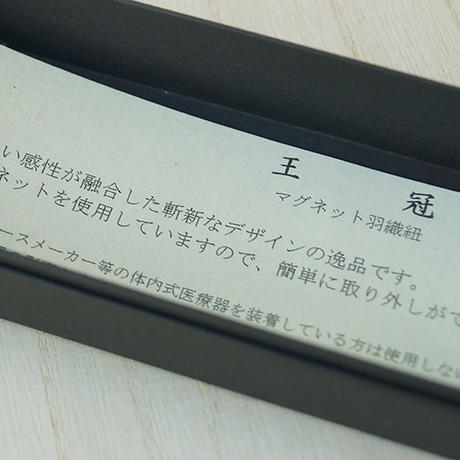 王 冠
マグネット羽織紐
い感性が融合した斬新なデザインの逸品です。
ネットを使用していますので、簡単に取り外しがで
ースメーカー等の体内式医療器を装着している方は使用しな